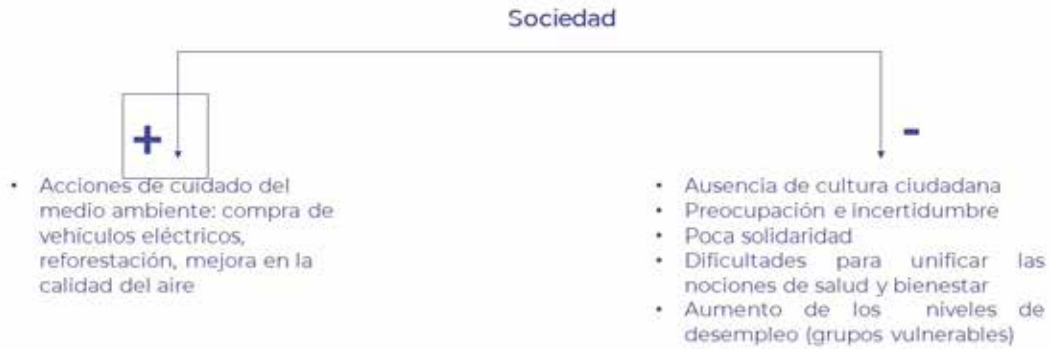 Sociedad
+
-
• Acciones de cuidado del
medio ambiente: compra de
vehículos eléctricos,
reforestación, mejora en la
calidad del aire
• Ausencia de cultura ciudadana
• Preocupación e incertidumbre
• Poca solidaridad
• Dificultades para unificar las
nociones de salud y bienestar
• Aumento de los niveles de
desempleo (grupos vulnerables)